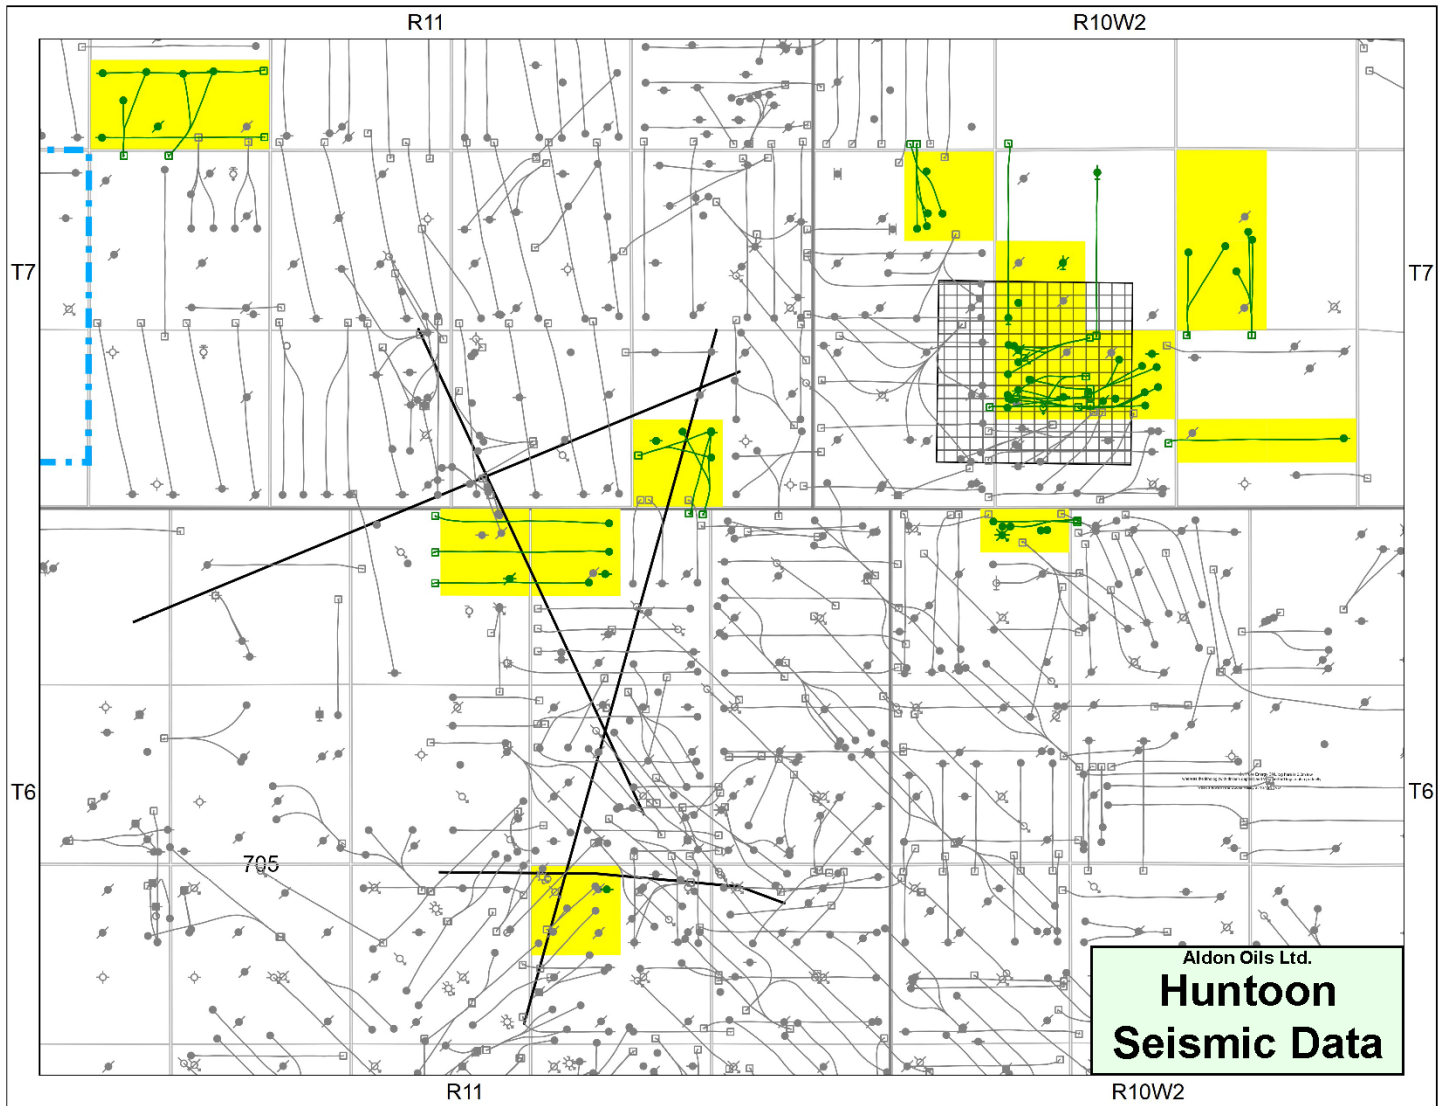 R11 R10W2
T7 T7
T6 T6
705
Aldon Oils Ltd.
Huntoon
Seismic Data
R11 R10W2